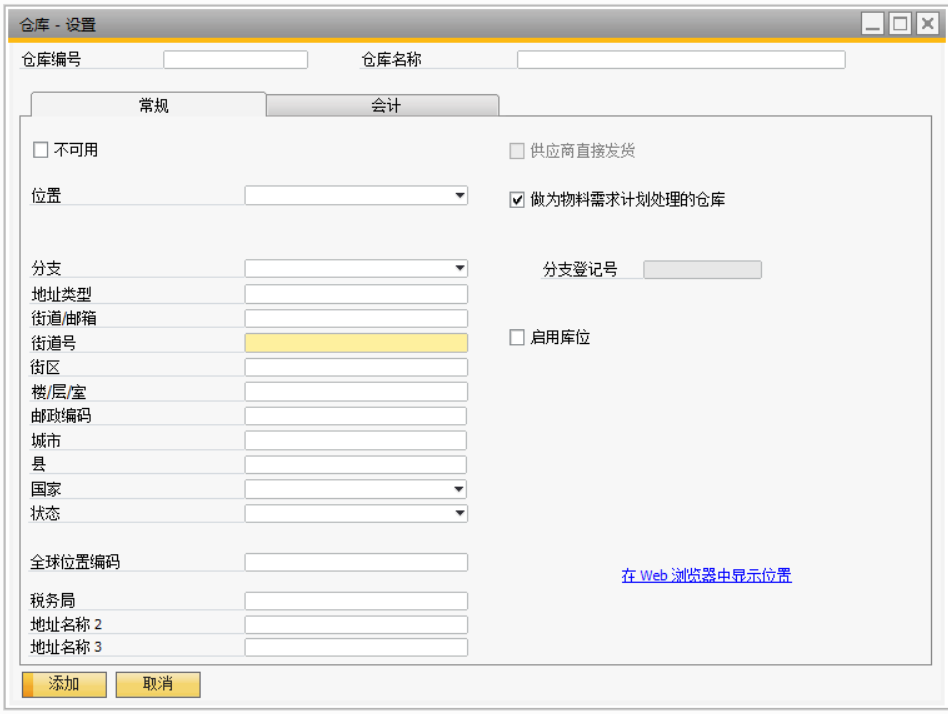 仓库 - 设置
仓库编号 仓库名称
常规 会计
不可用 供应商直接发货
位置 做为物料需求计划处理的仓库
分支 分支登记号
地址类型
街道/邮箱
街道号 启用库位
街区
楼/层/室
邮政编码
城市
县
国家
状态
全球位置编码
在 Web 浏览器中显示位置
税务局
地址名称 2
地址名称 3
添加 取消